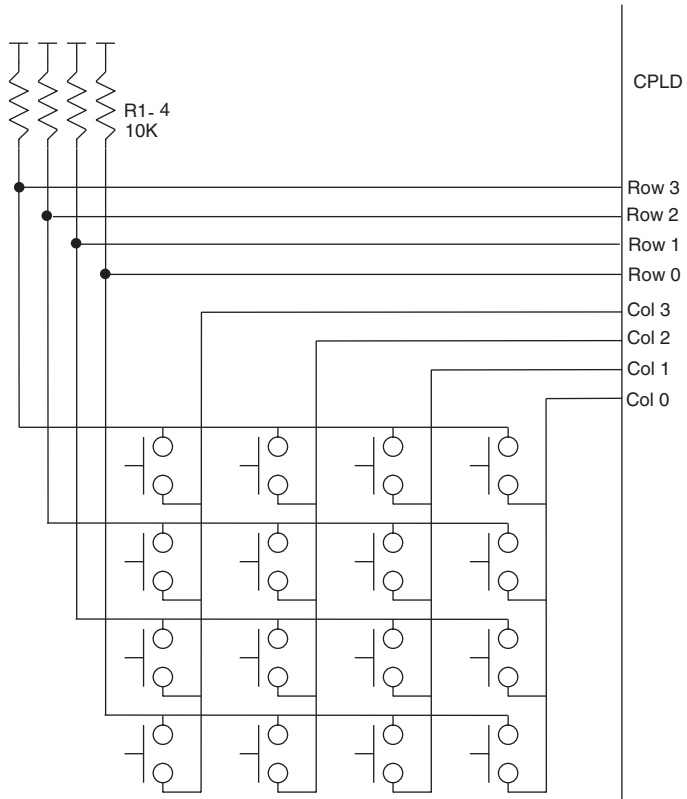 CPLD
R1- 4
10K
Row 3
Row 2
Row 1
Row 0
Col 3
Col 2
Col 1
Col 0